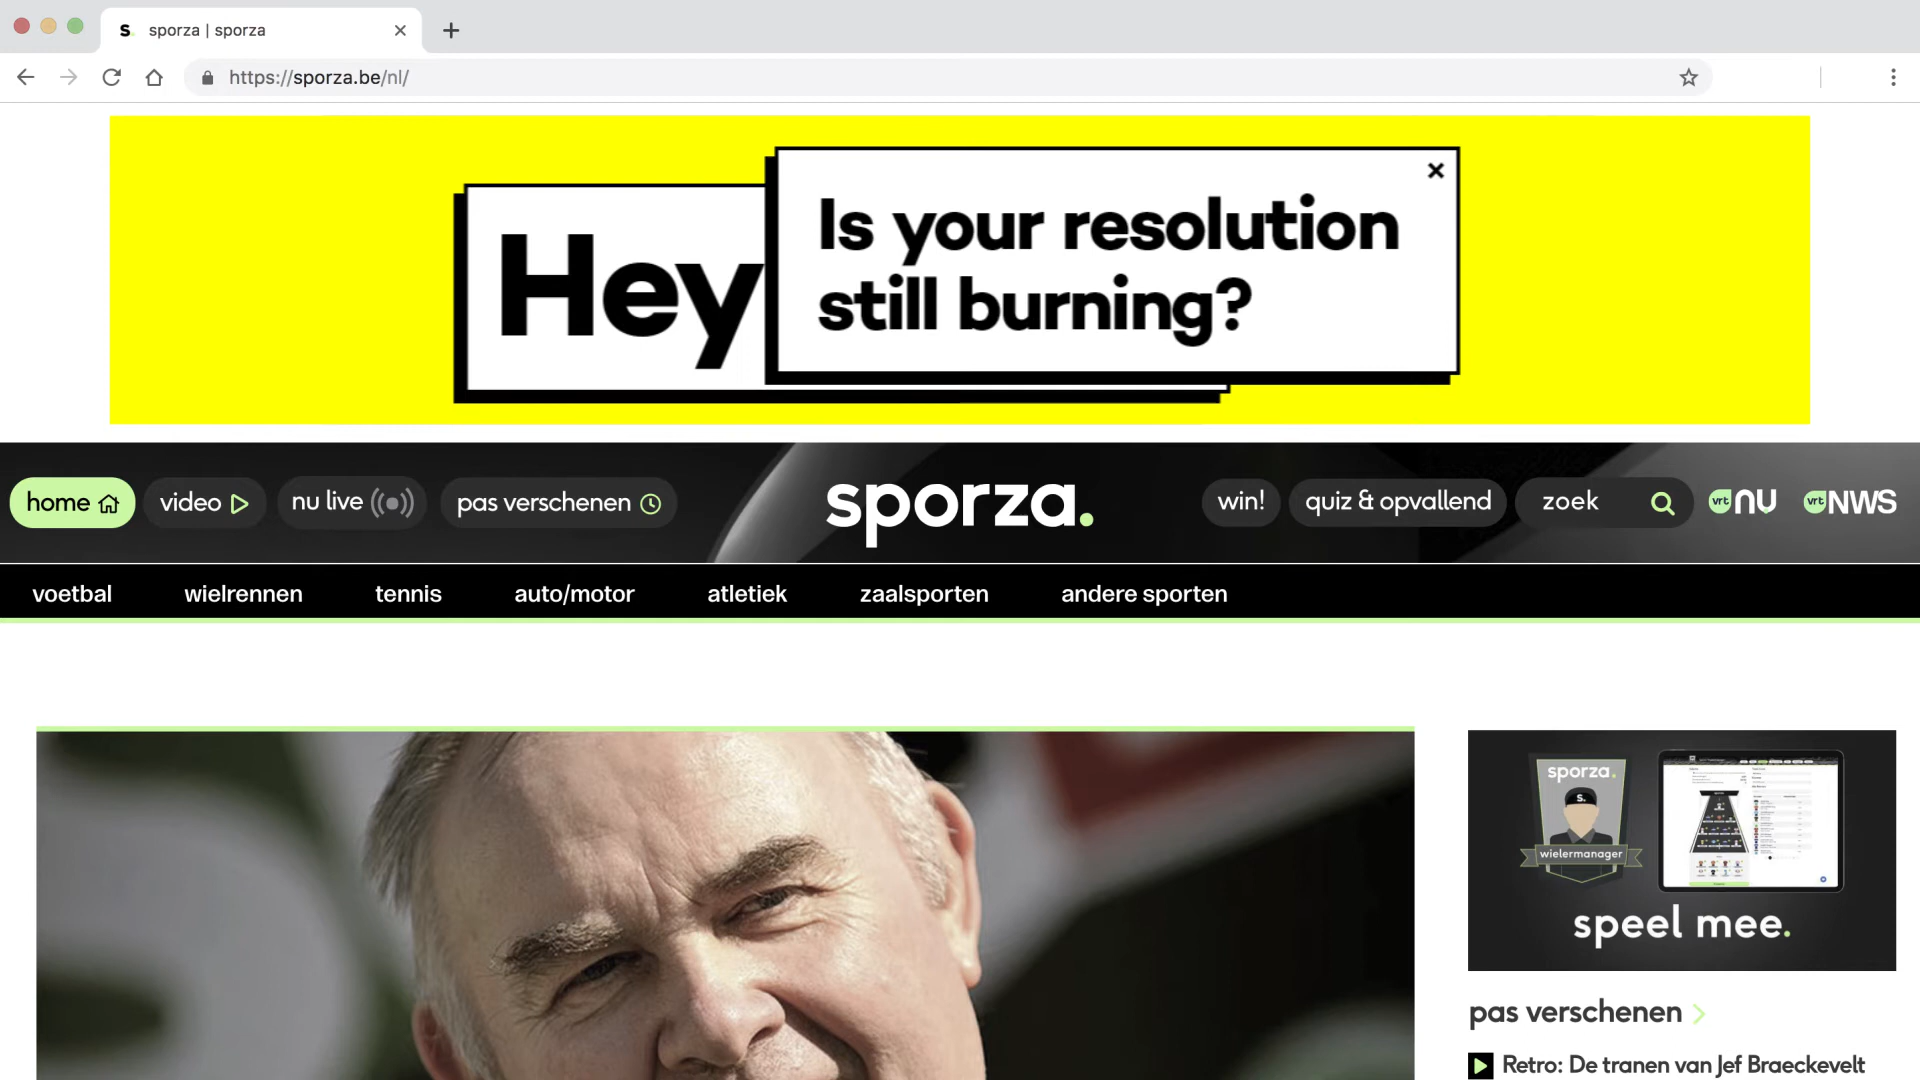 sporza | sporza
https://sporza.be/nl/
Hey
Is your resolution
still burning?
home
video
nu live
pas verschenen
sporza.
win!
quiz & opvallend
zoek
vrt NU
vrt NWS
voetbal
wielrennen
tennis
auto/motor
atletiek
zaalsporten
andere sporten
sporza.
S.
wielermanager
speel mee.
pas verschenen
Retro: De tranen van Jef Braeckevelt